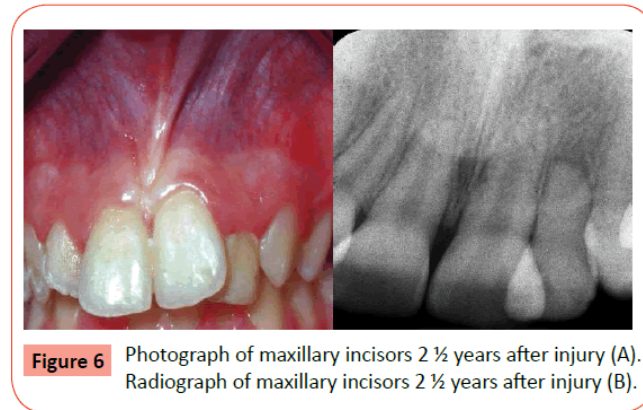 Figure 6 Photograph of maxillary incisors 2 ½ years after injury (A).
Radiograph of maxillary incisors 2 ½ years after injury (B).